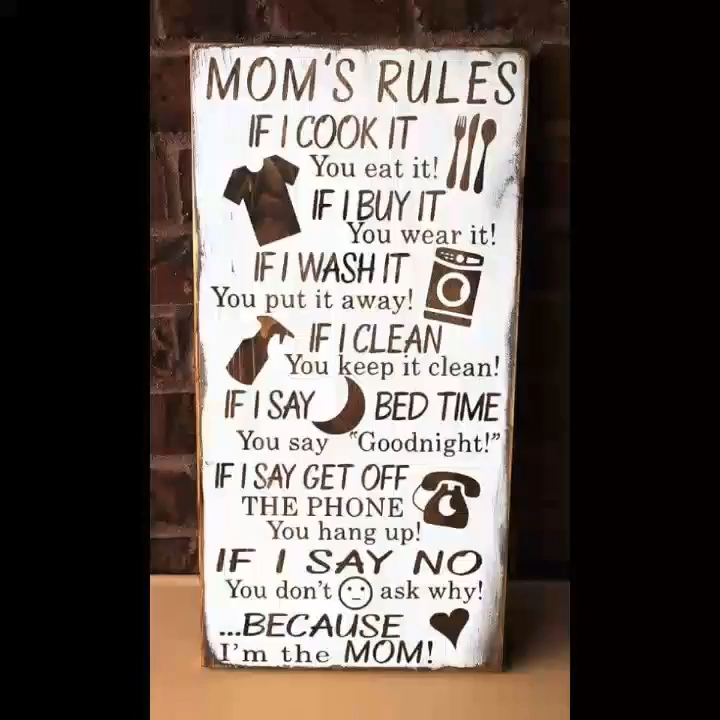 MOM'S RULES
IF I COOK IT
You eat it!
IF I BUY IT
You wear it!
IF I WASH IT
You put it away!
IF I CLEAN
You keep it clean!
IF I SAY BED TIME
You say "Goodnight!"
IF I SAY GET OFF
THE PHONE
You hang up!
IF I SAY NO
You don't ask why!
...BECAUSE
I'm the MOM!